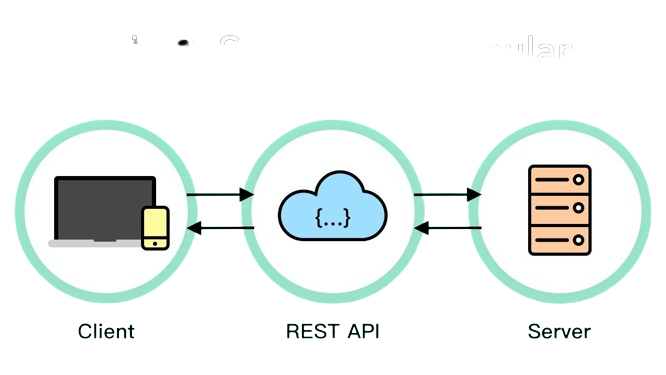 {...}
Client
REST API
Server